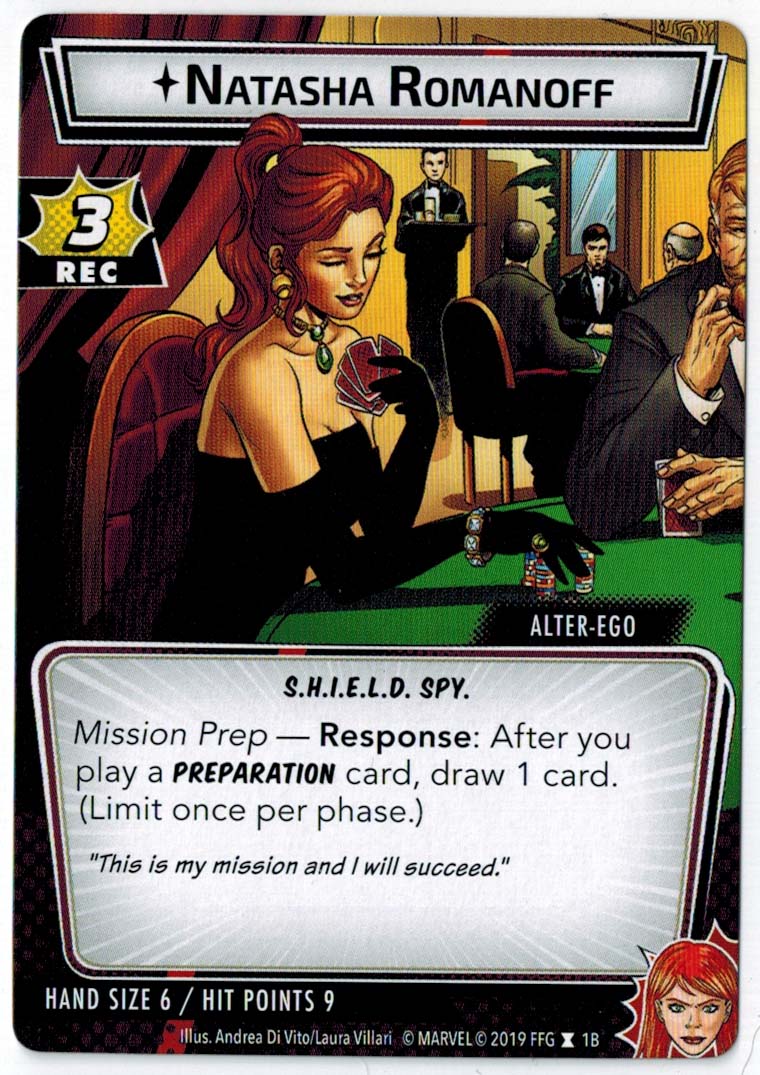 Natasha Romanoff
3
REC
ALTER-EGO
S.H.I.E.L.D. SPY.
Mission Prep — Response: After you
play a PREPARATION card, draw 1 card.
(Limit once per phase.)
"This is my mission and I will succeed."
HAND SIZE 6 / HIT POINTS 9
Illus. Andrea Di Vito/Laura Villari © MARVEL © 2019 FFG 1B